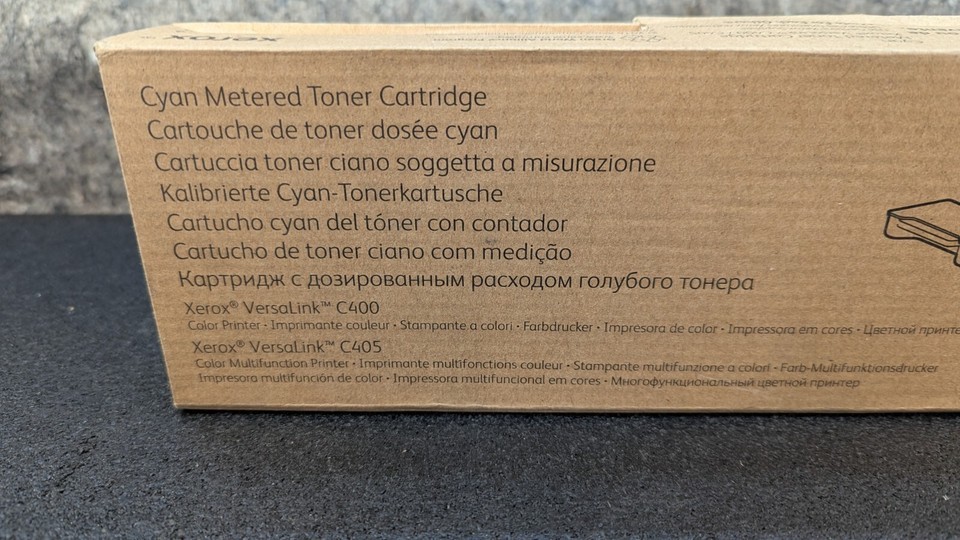 xerox
Cyan Metered Toner Cartridge
Cartouche de toner dosée cyan
Cartuccia toner ciano soggetta a misurazione
Kalibrierte Cyan-Tonerkartusche
Cartucho cyan del tóner con contador
Cartucho de toner ciano com medição
Картридж с дозированным расходом голубого тонера
Xerox® VersaLink™ C400
Color Printer • Imprimante couleur • Stampante a colori • Farbdrucker • Impresora de color • Impressora em cores • Цветной
Xerox® VersaLink™ C405
Color Multifunction Printer • Imprimante multifonctions couleur • Stampante multifunzione a colori • Farb-Multifunktionsdrucker
Impresora multifunción de color • Impressora multifuncional em cores • Многофункциональный цветной принтер